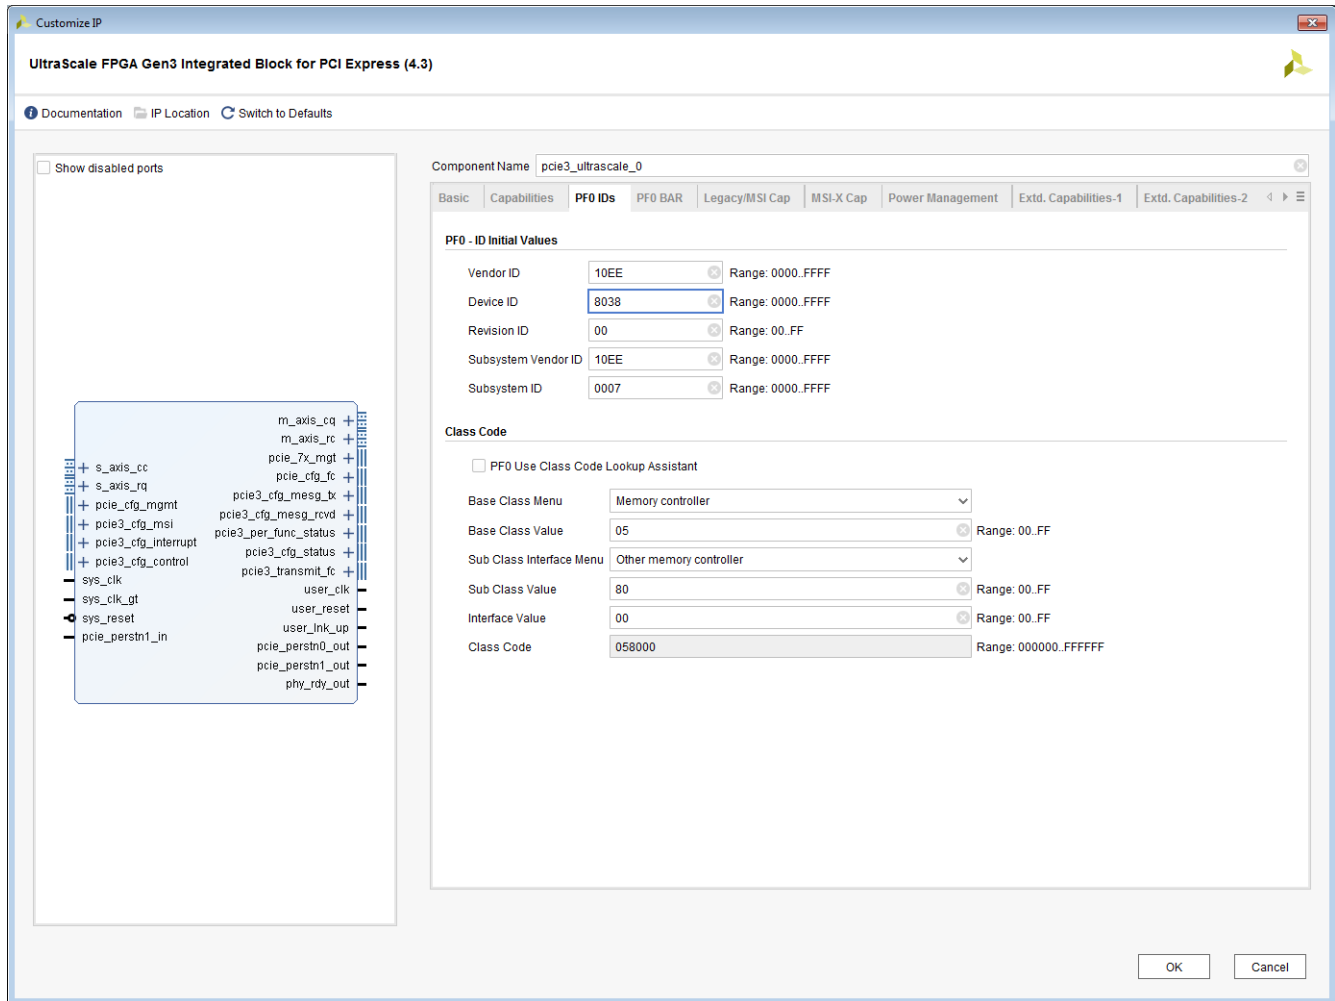 Customize IP
UltraScale FPGA Gen3 Integrated Block for PCI Express (4.3)
Documentation IP Location Switch to Defaults
Show disabled ports
m_axis_cq
m_axis_rc
pcie_7x_mgt
pcie_cfg_fc
pcie3_cfg_mesg_tx
pcie3_cfg_mesg_rcvd
pcie3_per_func_status
pcie3_cfg_status
pcie3_transmit_fc
user_clk
user_reset
user_lnk_up
pcie_perstn0_out
pcie_perstn1_out
phy_rdy_out
s_axis_cc
s_axis_rq
pcie_cfg_mgmt
pcie3_cfg_msi
pcie3_cfg_interrupt
pcie3_cfg_control
sys_clk
sys_clk_gt
sys_reset
pcie_perstn1_in
Component Name pcie3_ultrascale_0
Basic Capabilities PF0 IDs PF0 BAR Legacy/MSI Cap MSI-X Cap Power Management Extd. Capabilities-1 Extd. Capabilities-2
PF0 - ID Initial Values
Vendor ID 10EE Range: 0000..FFFF
Device ID 8038 Range: 0000..FFFF
Revision ID 00 Range: 00..FF
Subsystem Vendor ID 10EE Range: 0000..FFFF
Subsystem ID 0007 Range: 0000..FFFF
Class Code
PF0 Use Class Code Lookup Assistant
Base Class Menu Memory controller
Base Class Value 05 Range: 00..FF
Sub Class Interface Menu Other memory controller
Sub Class Value 80 Range: 00..FF
Interface Value 00 Range: 00..FF
Class Code 058000 Range: 000000..FFFFFF
OK Cancel